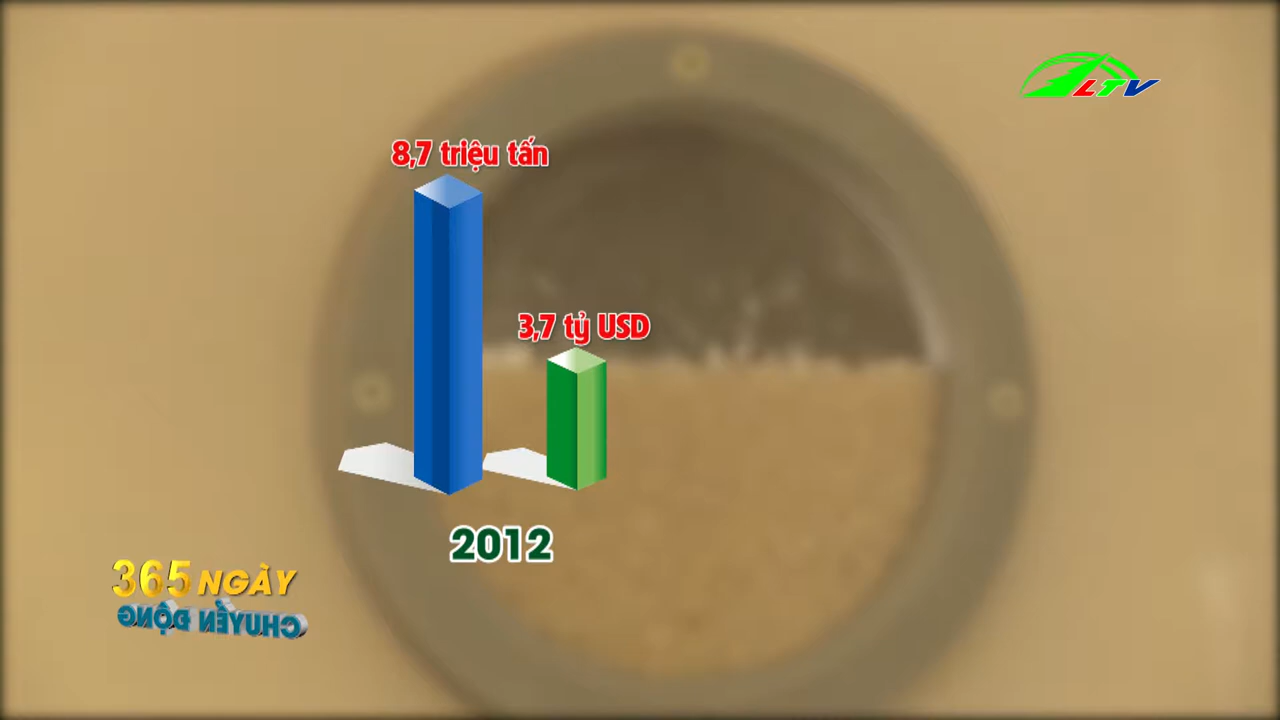 LTV
8,7 triệu tấn
3,7 tỷ USD
2012
365 NGÀY
CHUYỂN ĐỘNG